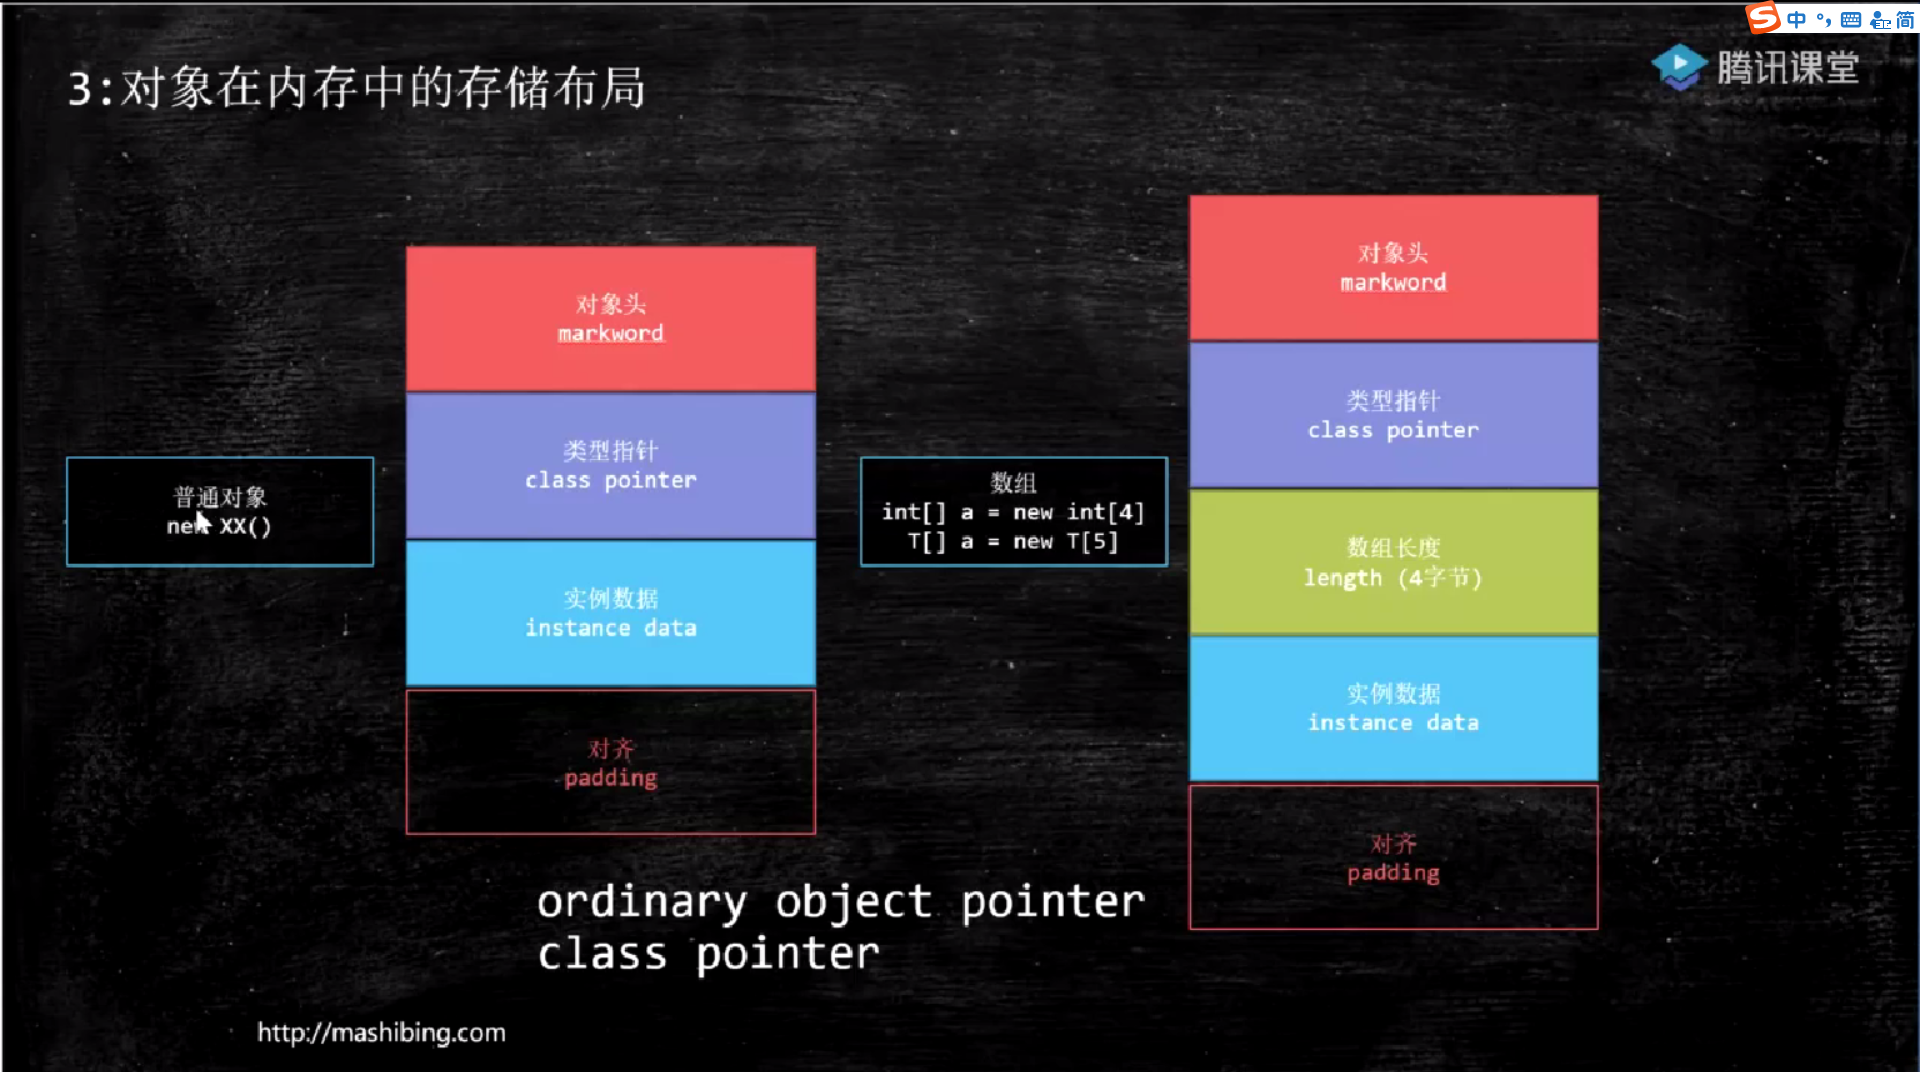 中
简
腾讯课堂
3:对象在内存中的存储布局
普通对象
new XX()
对象头
markword
类型指针
class pointer
实例数据
instance data
对齐
padding
数组
int[] a = new int[4]
T[] a = new T[5]
对象头
markword
类型指针
class pointer
数组长度
length (4字节)
实例数据
instance data
对齐
padding
ordinary object pointer
class pointer
http://mashibing.com